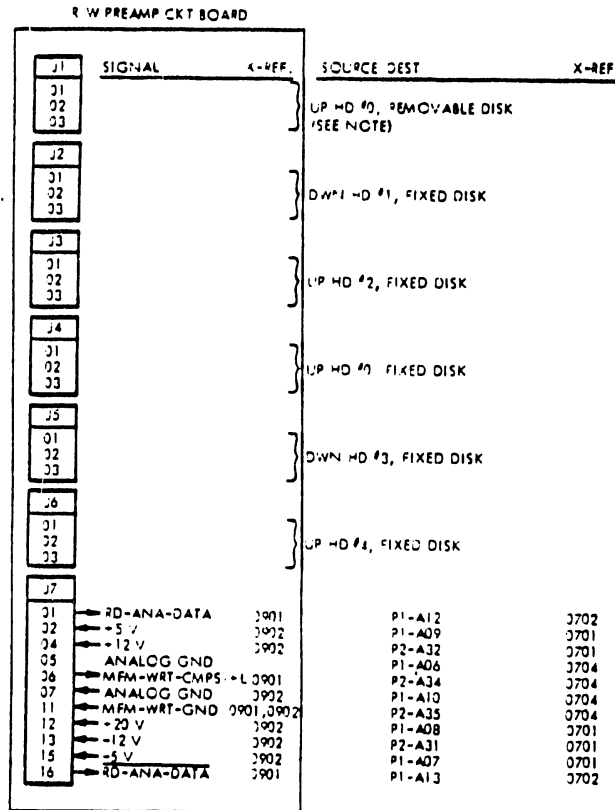 R W PREAMP CKT BOARD
J1 SIGNAL X-REF. SOURCE DEST X-REF
01
02 UP HD #0, REMOVABLE DISK
03 (SEE NOTE)
J2
01
02 DWN HD #1, FIXED DISK
03
J3
01
02 UP HD #2, FIXED DISK
03
J4
01
02 UP HD #0, FIXED DISK
03
J5
01
02 DWN HD #3, FIXED DISK
03
J6
01
02 UP HD #4, FIXED DISK
03
J7
01 RD-ANA-DATA 0901 P1-A12 0702
02 +5 V 0902 P1-A09 0701
04 +12 V 0902 P2-A32 0701
05 ANALOG GND P1-A06 0704
06 MFM-WRT-CMPS 0901 P2-A34 0704
07 ANALOG GND 0902 P1-A10 0704
11 MFM-WRT-GND 0901,0902 P2-A35 0704
12 -20 V 0902 P1-A08 0701
13 -12 V 0902 P2-A31 0701
15 -5 V 0902 P1-A07 0701
16 RD-ANA-DATA 0901 P1-A13 0702